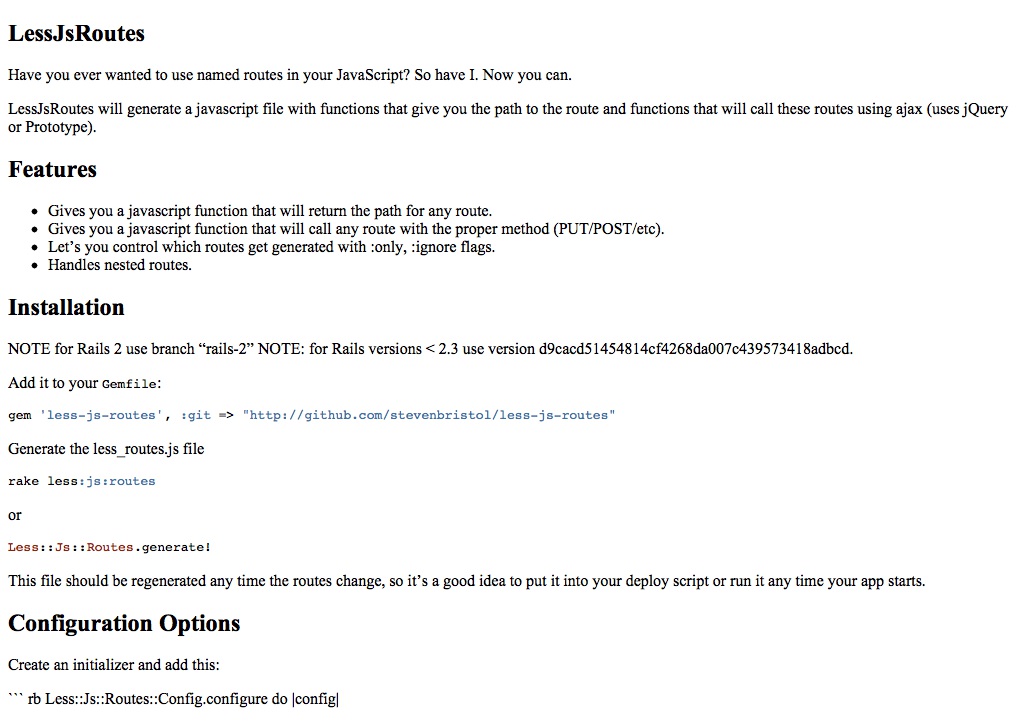 LessJsRoutes
Have you ever wanted to use named routes in your JavaScript? So have I. Now you can.
LessJsRoutes will generate a javascript file with functions that give you the path to the route and functions that will call these routes using ajax (uses jQuery
or Prototype).
Features
• Gives you a javascript function that will return the path for any route.
• Gives you a javascript function that will call any route with the proper method (PUT/POST/etc).
• Let’s you control which routes get generated with :only, :ignore flags.
• Handles nested routes.
Installation
NOTE for Rails 2 use branch “rails-2” NOTE: for Rails versions < 2.3 use version d9cacd51454814cf4268da007c439573418adbcd.
Add it to your Gemfile:
gem 'less-js-routes', :git => "http://github.com/stevenbristol/less-js-routes"
Generate the less_routes.js file
rake less:js:routes
or
Less::Js::Routes.generate!
This file should be regenerated any time the routes change, so it’s a good idea to put it into your deploy script or run it any time your app starts.
Configuration Options
Create an initializer and add this:
``` rb Less::Js::Routes::Config.configure do |config|